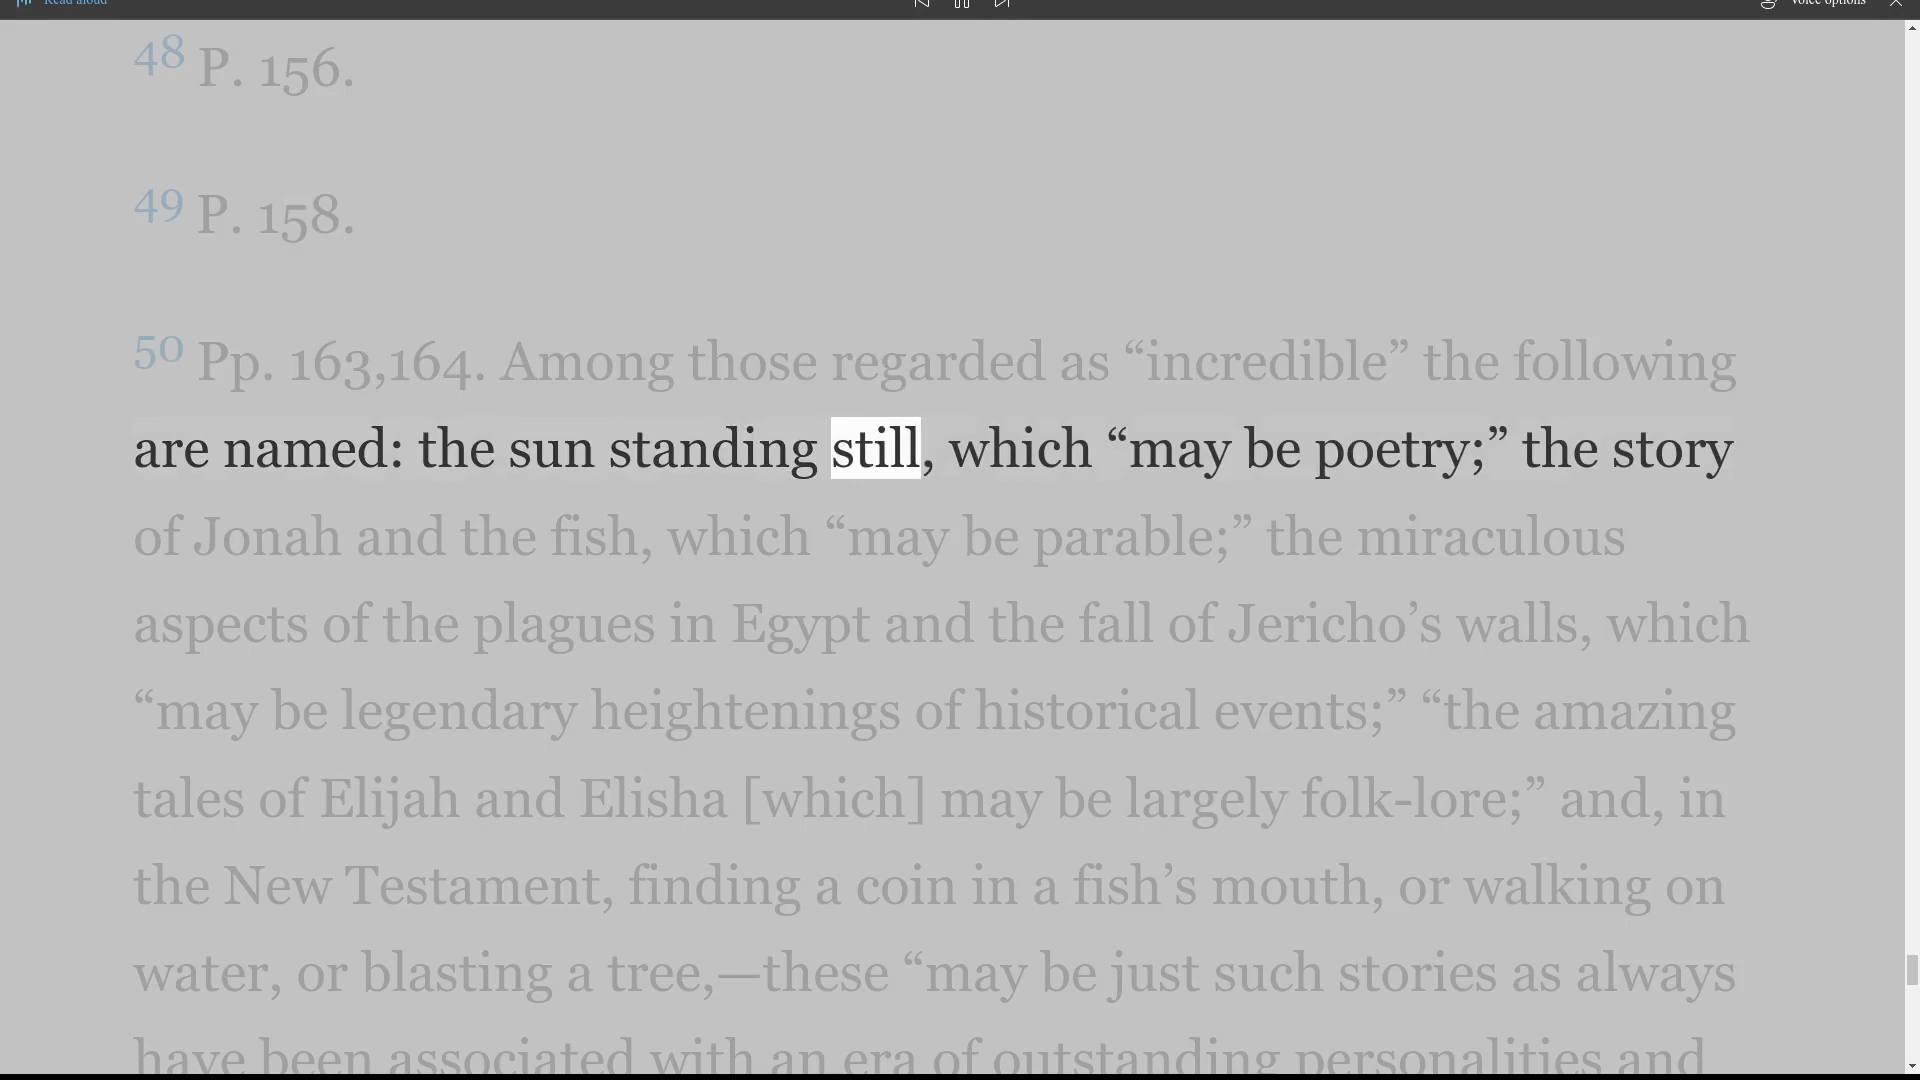 Read aloud
Voice options
48 P. 156.
49 P. 158.
50 Pp. 163,164. Among those regarded as “incredible” the following
are named: the sun standing still, which “may be poetry;” the story
of Jonah and the fish, which “may be parable;” the miraculous
aspects of the plagues in Egypt and the fall of Jericho’s walls, which
“may be legendary heightenings of historical events;” “the amazing
tales of Elijah and Elisha [which] may be largely folk-lore;” and, in
the New Testament, finding a coin in a fish’s mouth, or walking on
water, or blasting a tree,—these “may be just such stories as always
have been associated with an era of outstanding personalities and